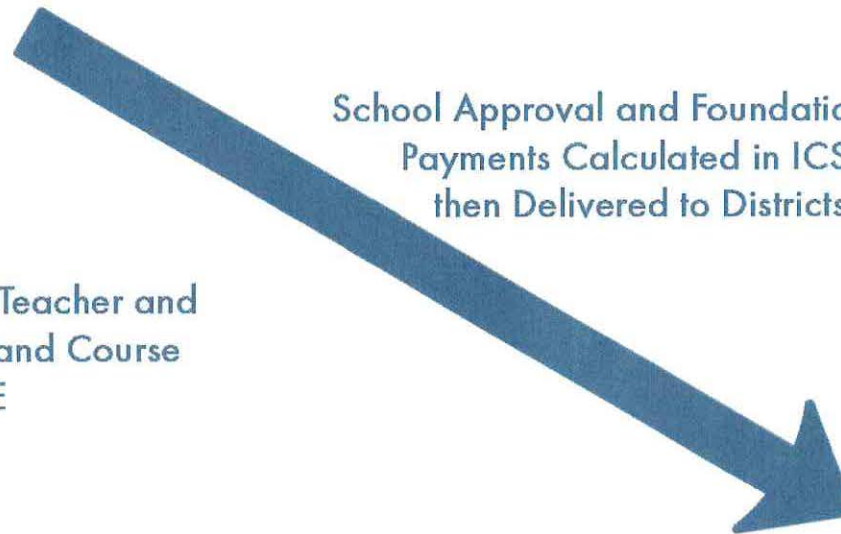 School Approval and Foundatio
Payments Calculated in ICS
then Delivered to Districts
Teacher and
and Course
E